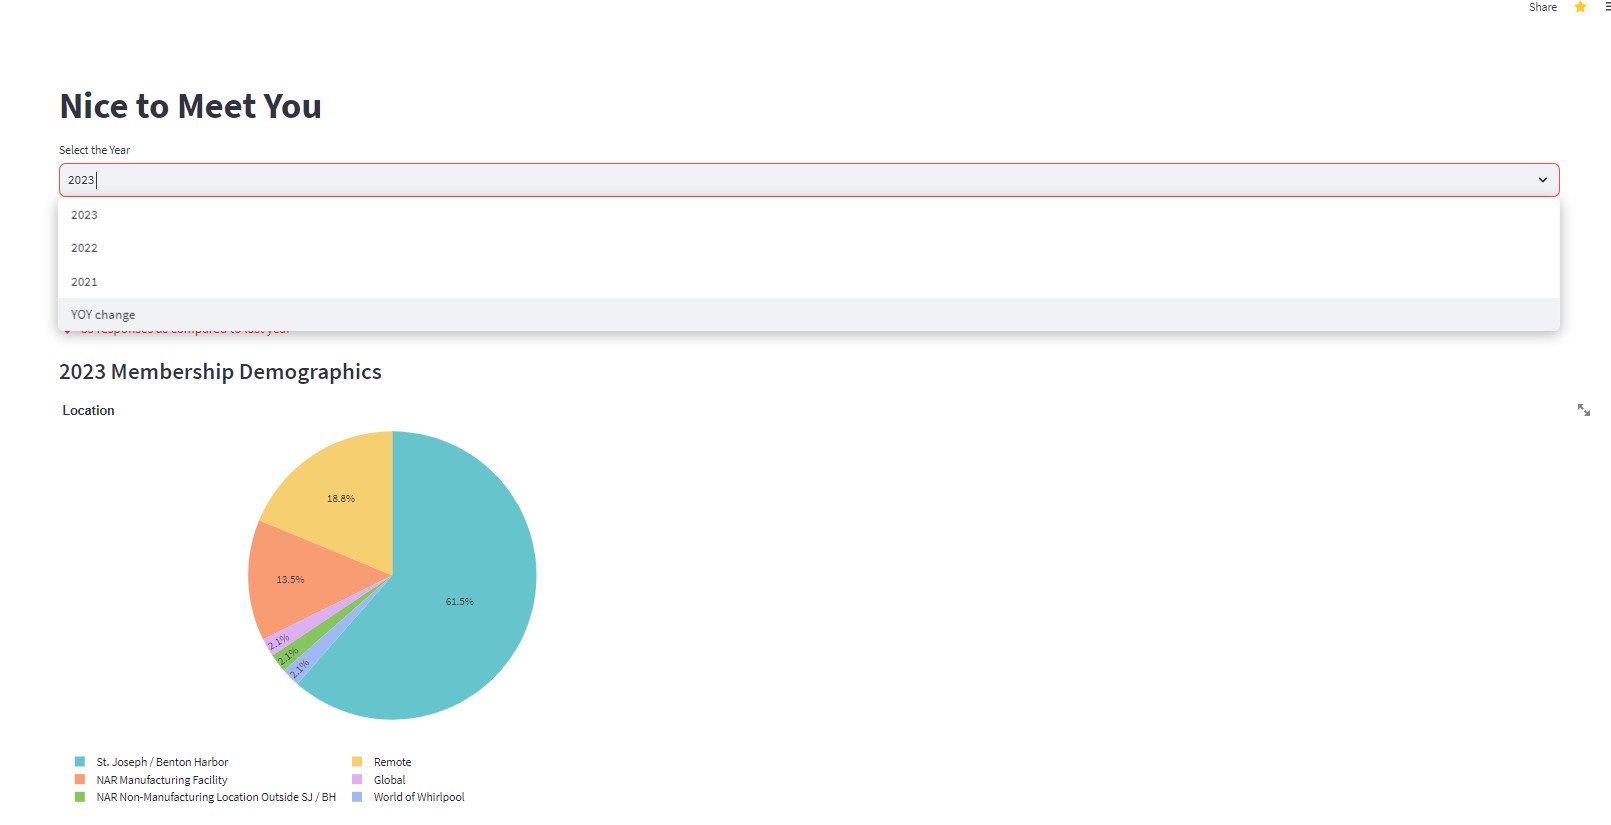 Share
Nice to Meet You
Select the Year
2023
2023
2022
2021
YOY change
responses as compared to last year
2023 Membership Demographics
Location
18.8%
13.5%
61.5%
2.1%
2.1%
2.1%
St. Joseph / Benton Harbor
Remote
NAR Manufacturing Facility
Global
NAR Non-Manufacturing Location Outside SJ / BH
World of Whirlpool